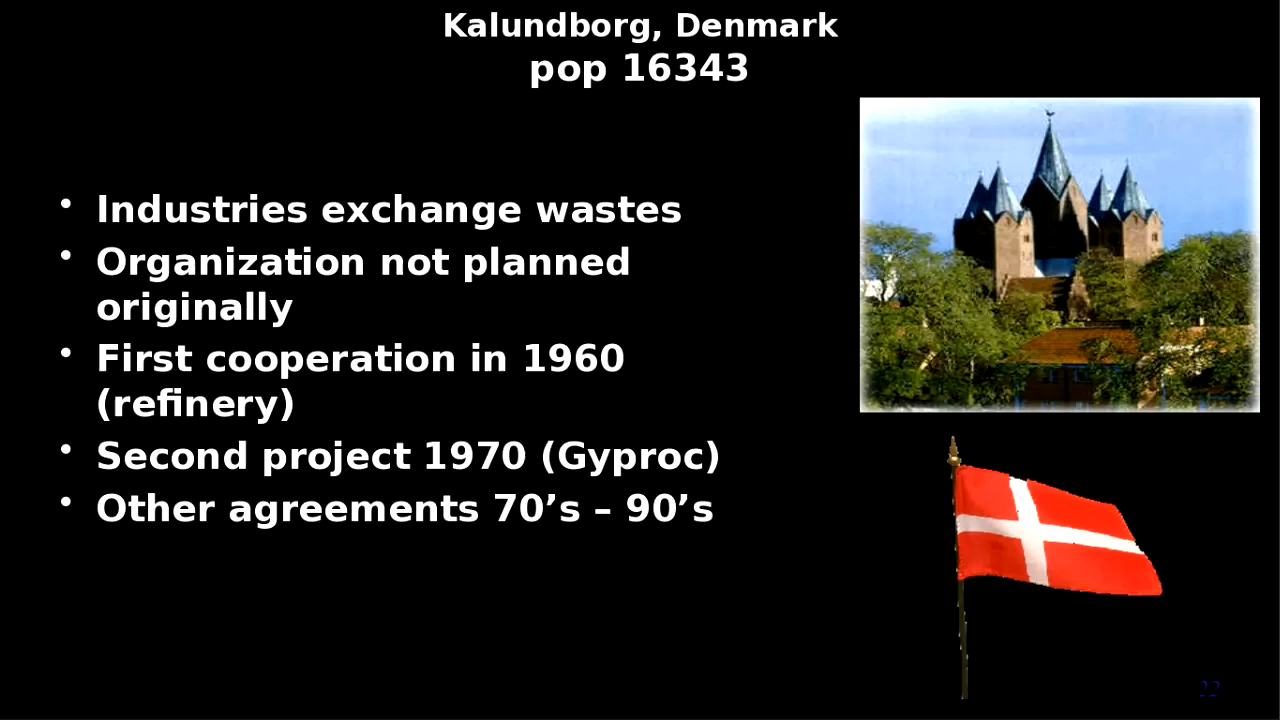 Kalundborg, Denmark
pop 16343
• Industries exchange wastes
• Organization not planned
originally
• First cooperation in 1960
(refinery)
• Second project 1970 (Gyproc)
• Other agreements 70’s – 90’s
22